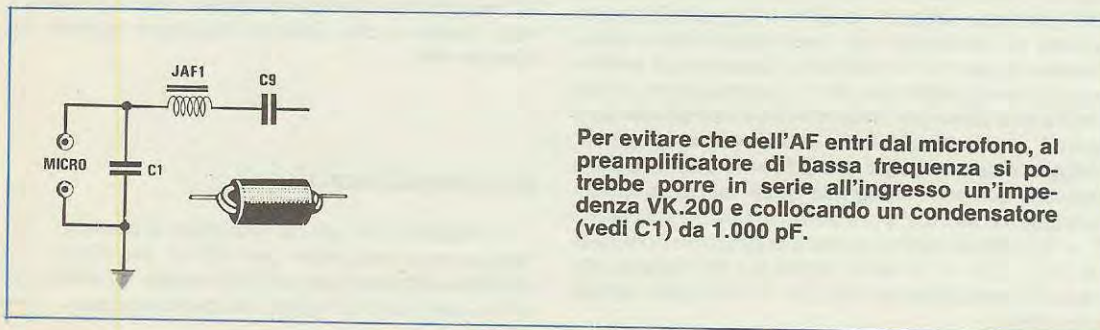 JAF1
C9
MICRO
C1
Per evitare che dell'AF entri dal microfono, al
preamplificatore di bassa frequenza si po-
trebbe porre in serie all'ingresso un'impe-
denza VK.200 e collocando un condensatore
(vedi C1) da 1.000 pF.